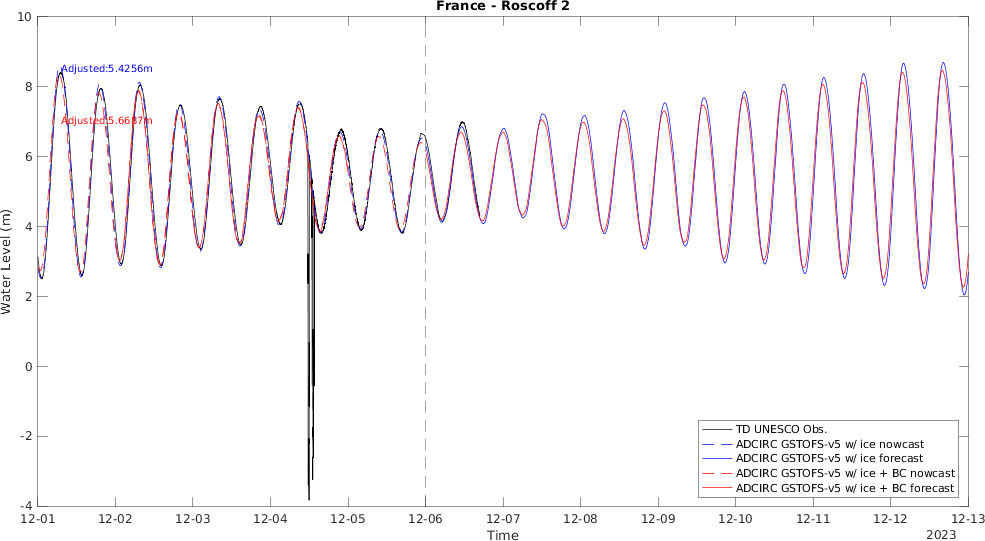 France - Roscoff 2
10
8
6
4
2
0
-2
-4
Water Level (m)
Adjusted:5.4256m
Adjusted:5.6687m
TD UNESCO Obs.
ADCIRC GSTOFS-v5 w/ ice nowcast
ADCIRC GSTOFS-v5 w/ ice forecast
ADCIRC GSTOFS-v5 w/ ice + BC nowcast
ADCIRC GSTOFS-v5 w/ ice + BC forecast
12-01 12-02 12-03 12-04 12-05 12-06 12-07 12-08 12-09 12-10 12-11 12-12 12-13
Time
2023